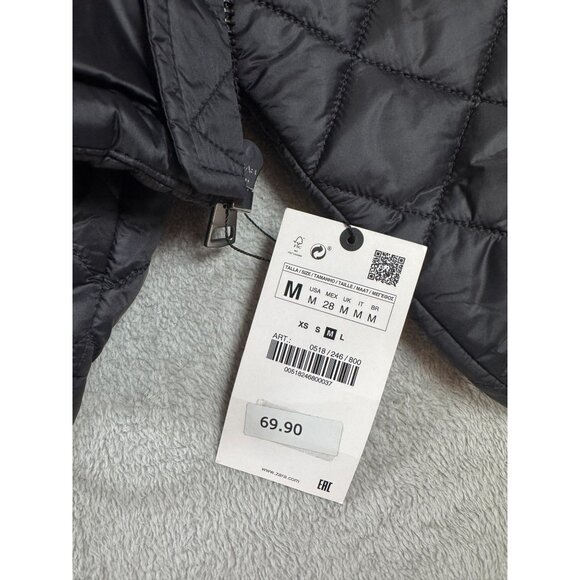 FSC
TALLA / SIZE / TAMANHO / TAILLE / MAAT / ΜΕΓΕΘΟΣ
M
USA MEX UK IT BR
M 28 M M M
XS S M L
ART.: 0518 / 246 / 800
00518246800037
69.90
www.zara.com
EAC